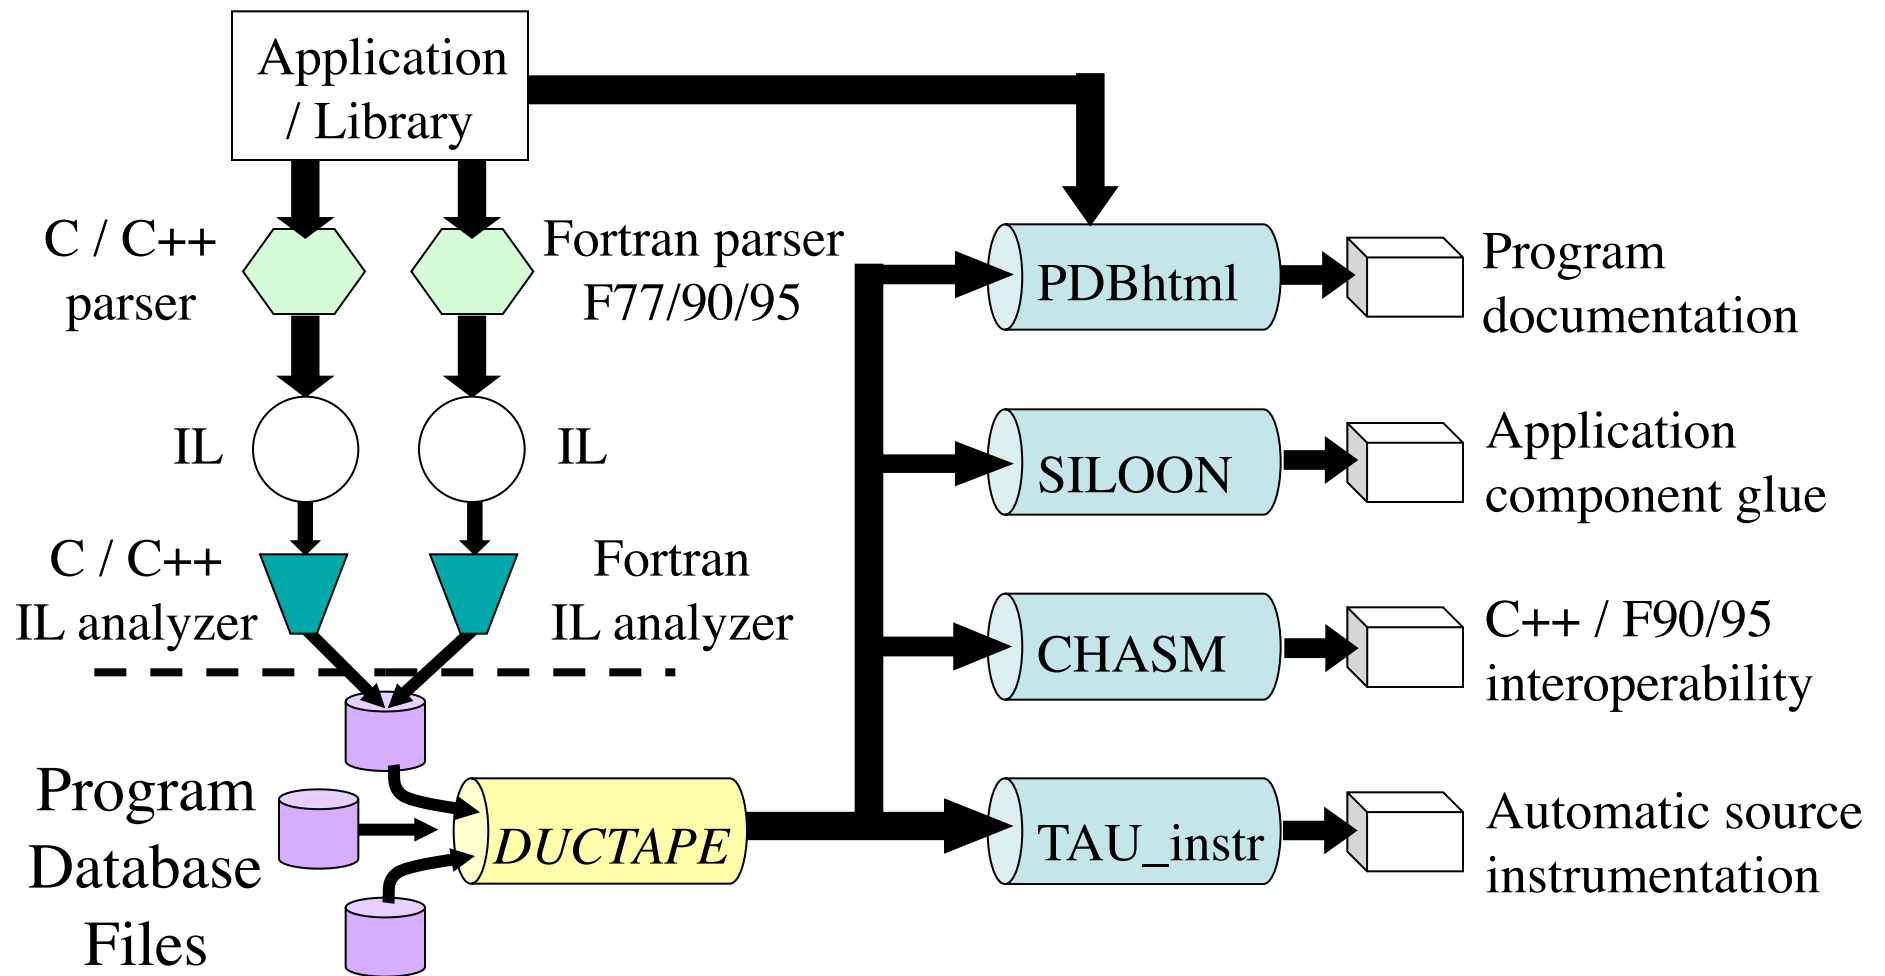 Application
/ Library
C / C++
parser
Fortran parser
F77/90/95
IL
IL
C / C++
IL analyzer
Fortran
IL analyzer
Program
Database
Files
DUCTAPE
PDBhtml
Program
documentation
SILOON
Application
component glue
CHASM
C++ / F90/95
interoperability
TAU_instr
Automatic source
instrumentation